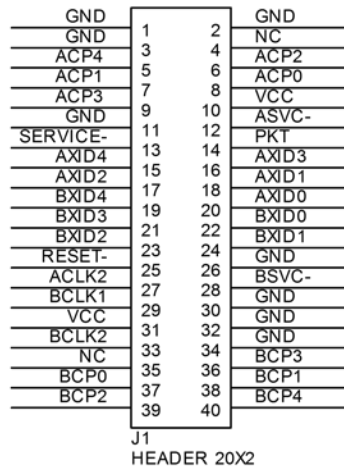 GND 1 2 GND
GND 3 4 NC
ACP4 5 6 ACP2
ACP1 7 8 ACP0
ACP3 9 10 VCC
GND 11 12 ASVC-
SERVICE- 13 14 PKT
AXID4 15 16 AXID3
AXID2 17 18 AXID1
BXID4 19 20 AXID0
BXID3 21 22 BXID0
BXID2 23 24 BXID1
RESET- 25 26 GND
ACLK2 27 28 BSVC-
BCLK1 29 30 GND
VCC 31 32 GND
BCLK2 33 34 GND
NC 35 36 BCP3
BCP0 37 38 BCP1
BCP2 39 40 BCP4
J1
HEADER 20X2